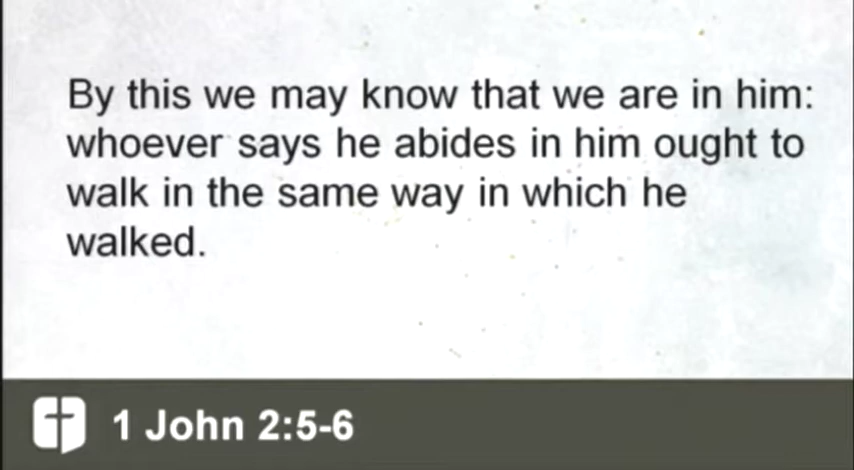 By this we may know that we are in him:
whoever says he abides in him ought to
walk in the same way in which he
walked.
1 John 2:5-6